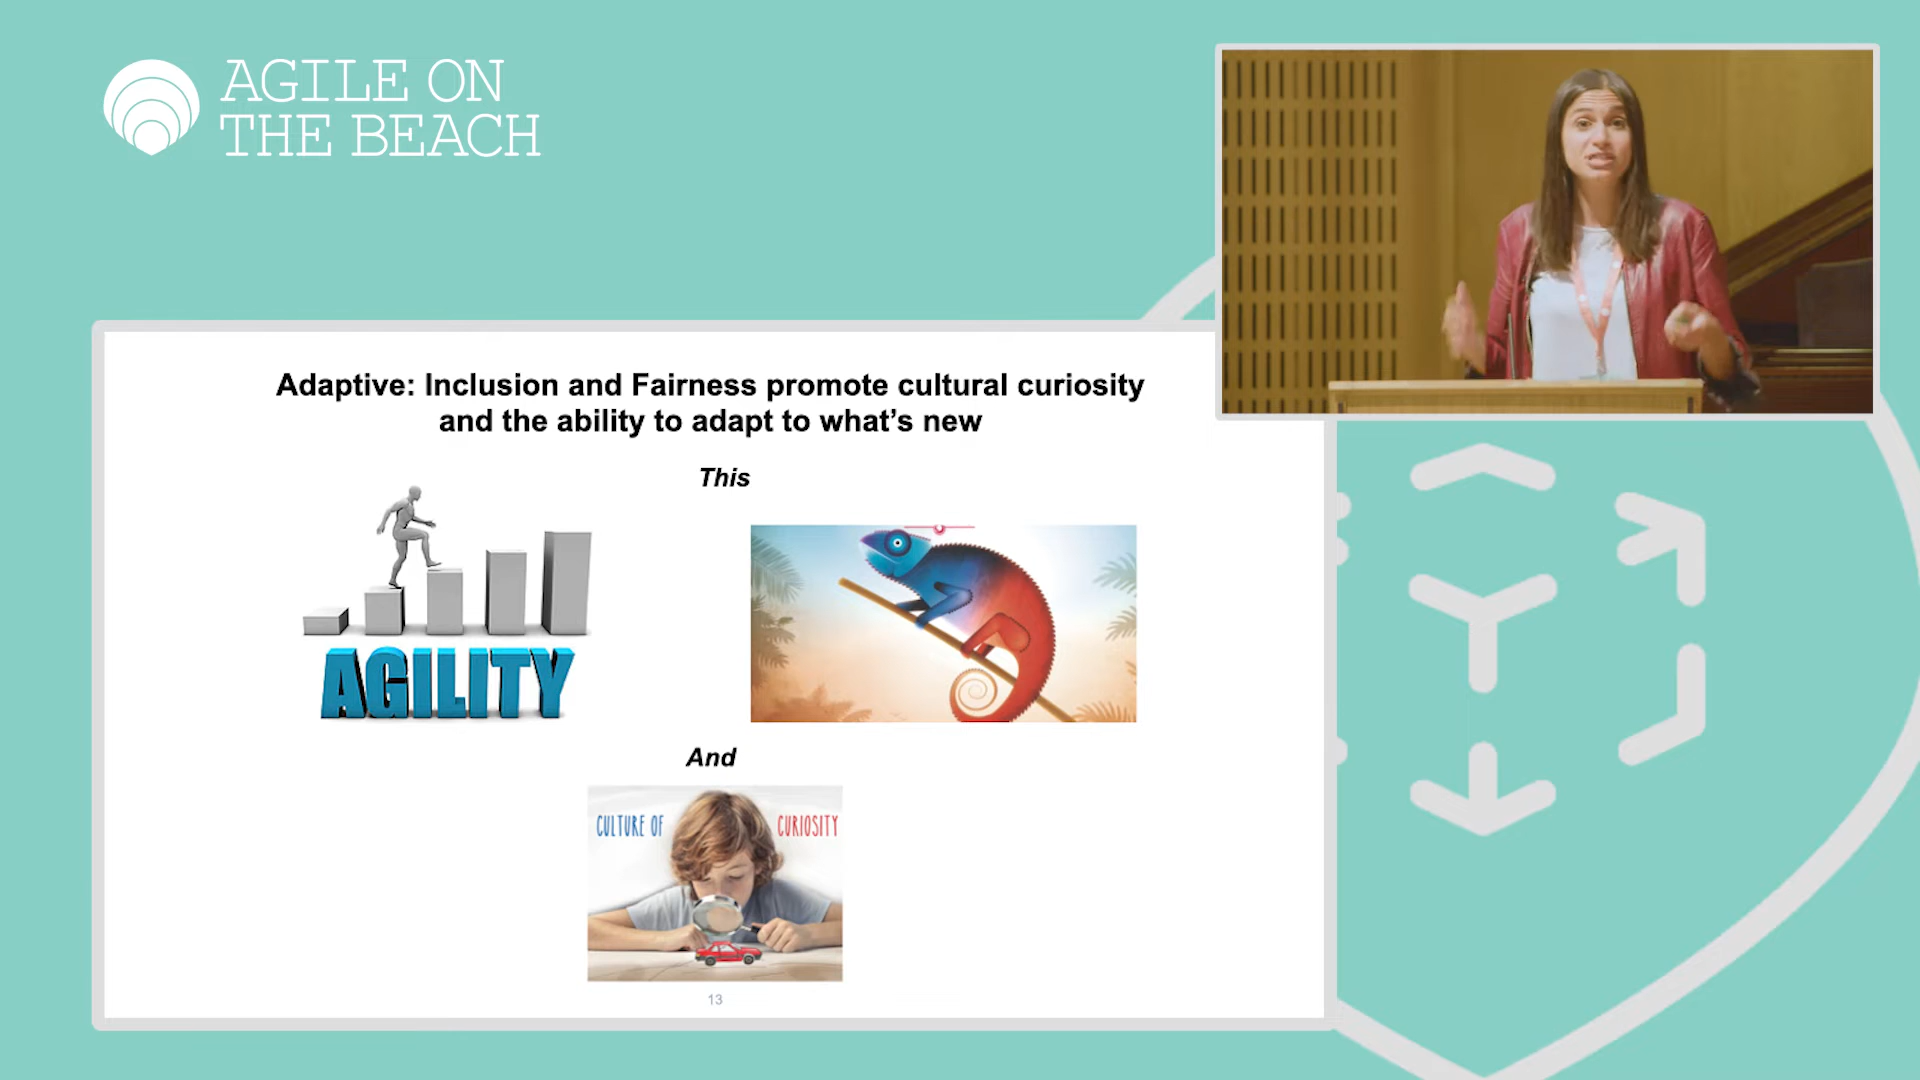 AGILE ON
THE BEACH
Adaptive: Inclusion and Fairness promote cultural curiosity
and the ability to adapt to what's new
This
AGILITY
And
CULTURE OF CURIOSITY
13